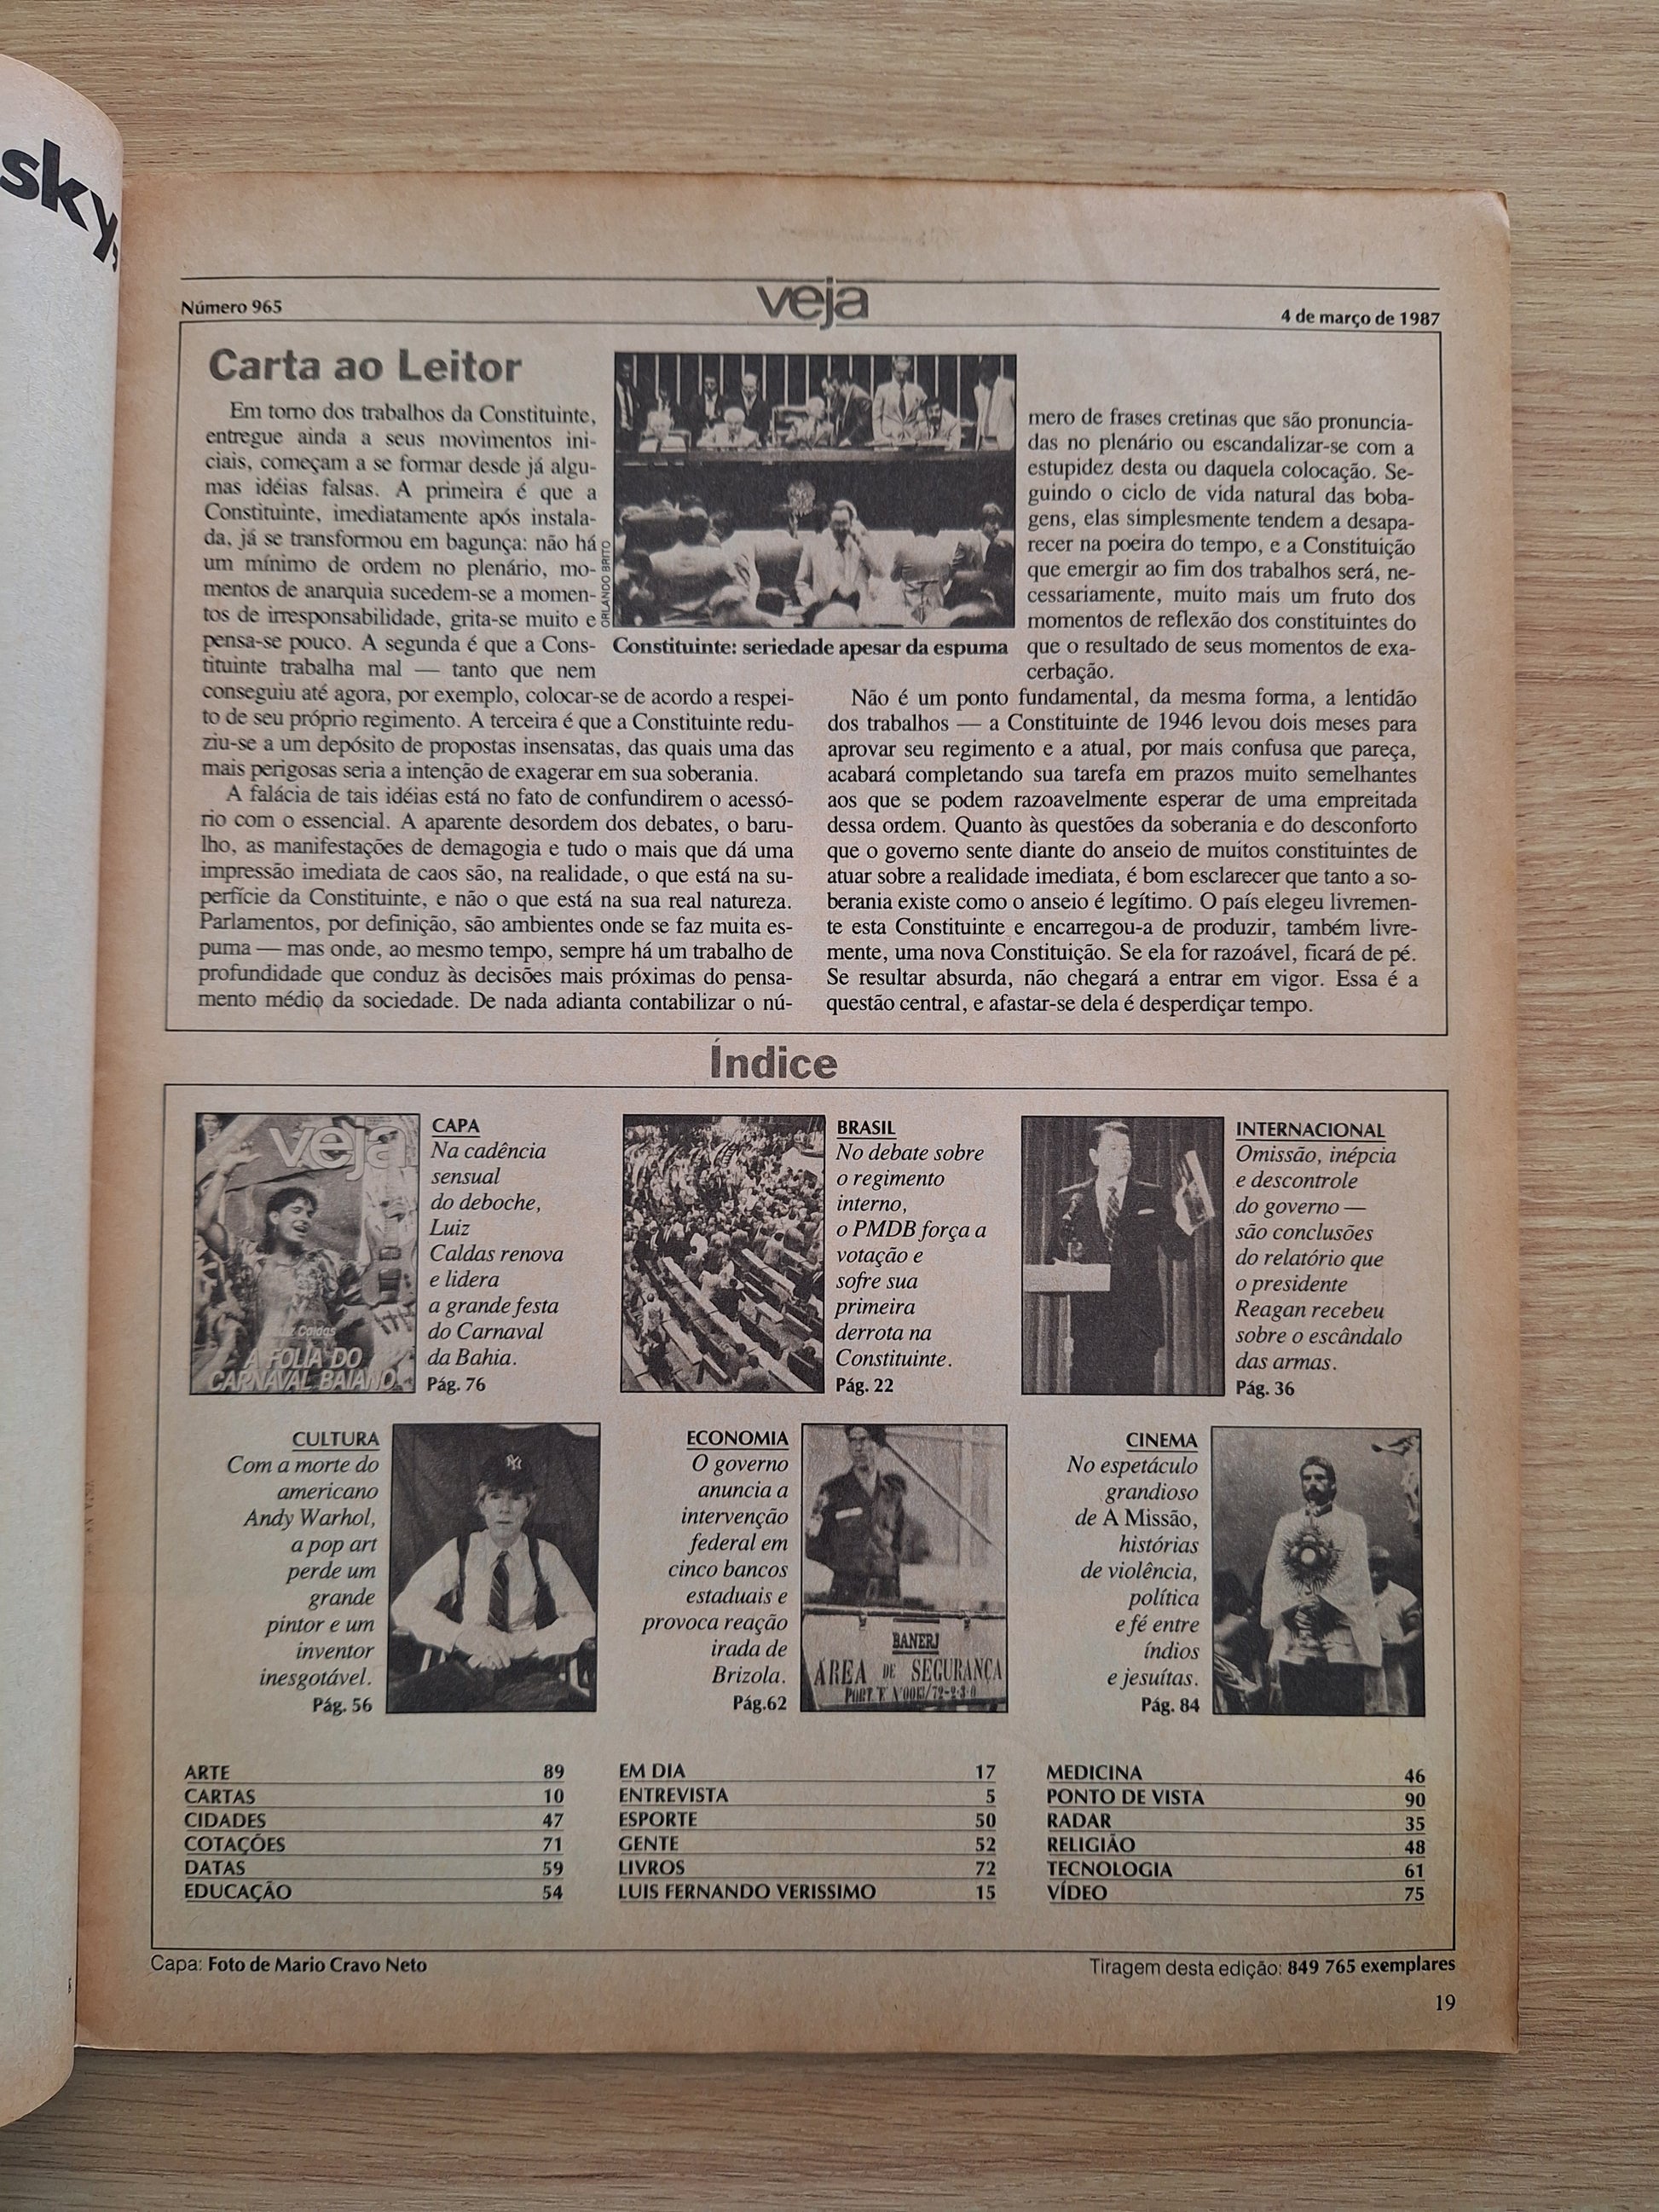 sky,
Número 965
veja
4 de março de 1987
Carta ao Leitor
Em torno dos trabalhos da Constituinte,
entregue ainda a seus movimentos ini-
ciais, começam a se formar desde já algu-
mas idéias falsas. A primeira é que a
Constituinte, imediatamente após instala-
da, já se transformou em bagunça: não há
um mínimo de ordem no plenário, mo-
mentos de anarquia sucedem-se a momen-
tos de irresponsabilidade, grita-se muito e
pensa-se pouco. A segunda é que a Cons-
tituinte trabalha mal — tanto que nem
conseguiu até agora, por exemplo, colocar-se de acordo a respei-
to de seu próprio regimento. A terceira é que a Constituinte redu-
ziu-se a um depósito de propostas insensatas, das quais uma das
mais perigosas seria a intenção de exagerar em sua soberania.
A falácia de tais idéias está no fato de confundirem o acessó-
rio com o essencial. A aparente desordem dos debates, o baru-
lho, as manifestações de demagogia e tudo o mais que dá uma
impressão imediata de caos são, na realidade, o que está na su-
perfície da Constituinte, e não o que está na sua real natureza.
Parlamentos, por definição, são ambientes onde se faz muita es-
puma — mas onde, ao mesmo tempo, sempre há um trabalho de
profundidade que conduz às decisões mais próximas do pensa-
mento médio da sociedade. De nada adianta contabilizar o nú-
ORLANDO BRITO
Constituinte: seriedade apesar da espuma
mero de frases cretinas que são pronuncia-
das no plenário ou escandalizar-se com a
estupidez desta ou daquela colocação. Se-
guindo o ciclo de vida natural das boba-
gens, elas simplesmente tendem a desapa-
recer na poeira do tempo, e a Constituição
que emergir ao fim dos trabalhos será, ne-
cessariamente, muito mais um fruto dos
momentos de reflexão dos constituintes do
que o resultado de seus momentos de exa-
cerbação.
Não é um ponto fundamental, da mesma forma, a lentidão
dos trabalhos — a Constituinte de 1946 levou dois meses para
aprovar seu regimento e a atual, por mais confusa que pareça,
acabará completando sua tarefa em prazos muito semelhantes
aos que se podem razoavelmente esperar de uma empreitada
dessa ordem. Quanto às questões da soberania e do desconforto
que o governo sente diante do anseio de muitos constituintes de
atuar sobre a realidade imediata, é bom esclarecer que tanto a so-
berania existe como o anseio é legítimo. O país elegeu livremen-
te esta Constituinte e encarregou-a de produzir, também livre-
mente, uma nova Constituição. Se ela for razoável, ficará de pé.
Se resultar absurda, não chegará a entrar em vigor. Essa é a
questão central, e afastar-se dela é desperdiçar tempo.
Índice
veja
Luiz Caldas
A FOLIA DO
CARNAVAL BAIANO
CAPA
Na cadência
sensual
do deboche,
Luiz
Caldas renova
e lidera
a grande festa
do Carnaval
da Bahia.
Pág. 76
BRASIL
No debate sobre
o regimento
interno,
o PMDB força a
votação e
sofre sua
primeira
derrota na
Constituinte.
Pág. 22
INTERNACIONAL
Omissão, inépcia
e descontrole
do governo —
são conclusões
do relatório que
o presidente
Reagan recebeu
sobre o escândalo
das armas.
Pág. 36
CULTURA
Com a morte do
americano
Andy Warhol,
a pop art
perde um
grande
pintor e um
inventor
inesgotável.
Pág. 56
NY
ECONOMIA
O governo
anuncia a
intervenção
federal em
cinco bancos
estaduais e
provoca reação
irada de
Brizola.
Pág.62
BANERJ
ÁREA DE SEGURANÇA
CINEMA
No espetáculo
grandioso
de A Missão,
histórias
de violência,
política
e fé entre
índios
e jesuítas.
Pág. 84
ARTE 89
CARTAS 10
CIDADES 47
COTAÇÕES 71
DATAS 59
EDUCAÇÃO 54
EM DIA 17
ENTREVISTA 5
ESPORTE 50
GENTE 52
LIVROS 72
LUIS FERNANDO VERISSIMO 15
MEDICINA 46
PONTO DE VISTA 90
RADAR 35
RELIGIÃO 48
TECNOLOGIA 61
VÍDEO 75
Capa: Foto de Mario Cravo Neto
Tiragem desta edição: 849 765 exemplares
19